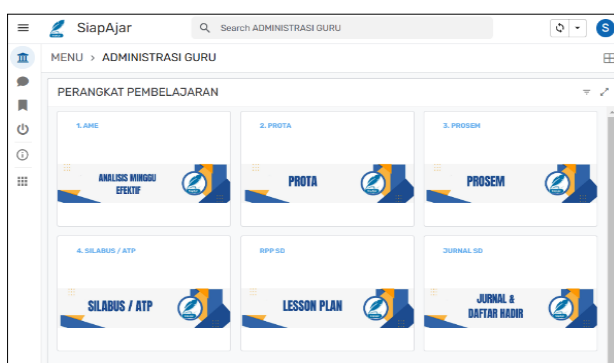 SiapAjar
Search ADMINISTRASI GURU
S
MENU > ADMINISTRASI GURU
PERANGKAT PEMBELAJARAN
1. AME
2. PROTA
3. PROSEM
ANALISIS MINGGU
EFEKTIF
PROTA
PROSEM
4. SILABUS / ATP
RPP SD
JURNAL SD
SILABUS / ATP
LESSON PLAN
JURNAL &
DAFTAR HADIR